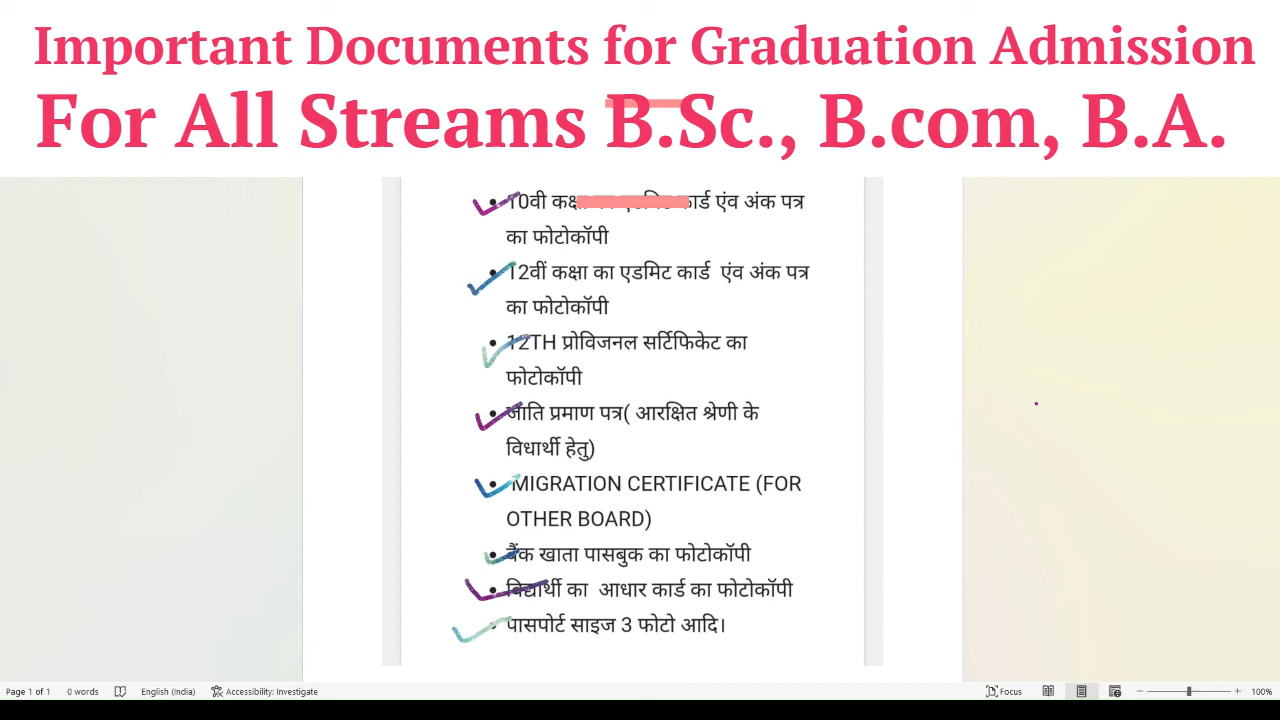 Important Documents for Graduation Admission
For All Streams B.Sc., B.com, B.A.
10वी कक्षा का एडमिट कार्ड एंव अंक पत्र
का फोटोकॉपी
12वीं कक्षा का एडमिट कार्ड एंव अंक पत्र
का फोटोकॉपी
12TH प्रोविजनल सर्टिफिकेट का
फोटोकॉपी
जाति प्रमाण पत्र( आरक्षित श्रेणी के
विधार्थी हेतु)
MIGRATION CERTIFICATE (FOR
OTHER BOARD)
बैंक खाता पासबुक का फोटोकॉपी
विद्यार्थी का आधार कार्ड का फोटोकॉपी
पासपोर्ट साइज 3 फोटो आदि।
Page 1 of 1 0 words English (India) Accessibility: Investigate Focus 100%